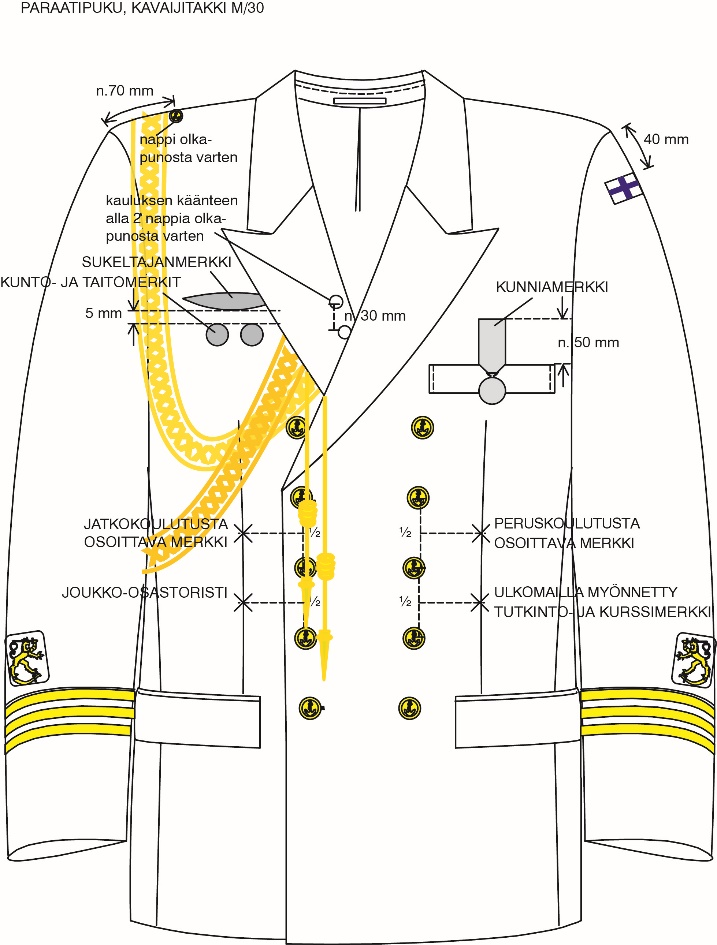 PARAATIPUKU, KAVAIJITAKKI M/30
n.70 mm
nappi olka-
punosta varten
40 mm
kauluksen käänteen
alla 2 nappia olka-
punosta varten
SUKELTAJANMERKKI
KUNTO- JA TAITOMERKIT
KUNNIAMERKKI
5 mm
n. 30 mm
n. 50 mm
JATKOKOULUTUSTA
OSOITTAVA MERKKI
½
½
PERUSKOULUTUSTA
OSOITTAVA MERKKI
JOUKKO-OSASTORISTI
½
½
ULKOMAILLA MYÖNNETTY
TUTKINTO- JA KURSSIMERKKI